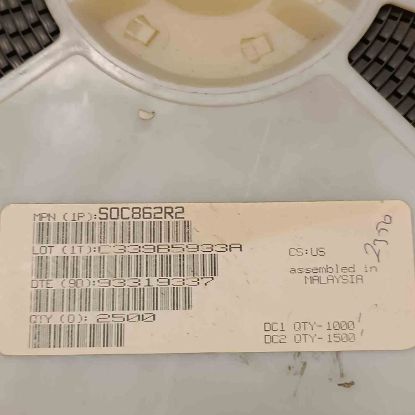 MPN (1P):SOC862R2
LOT (1T):C33965933A
CS:US
assembled in
MALAYSIA
DTE (9D):93319337
QTY (Q): 2500
DC1 QTY-1000
DC2 QTY-1500